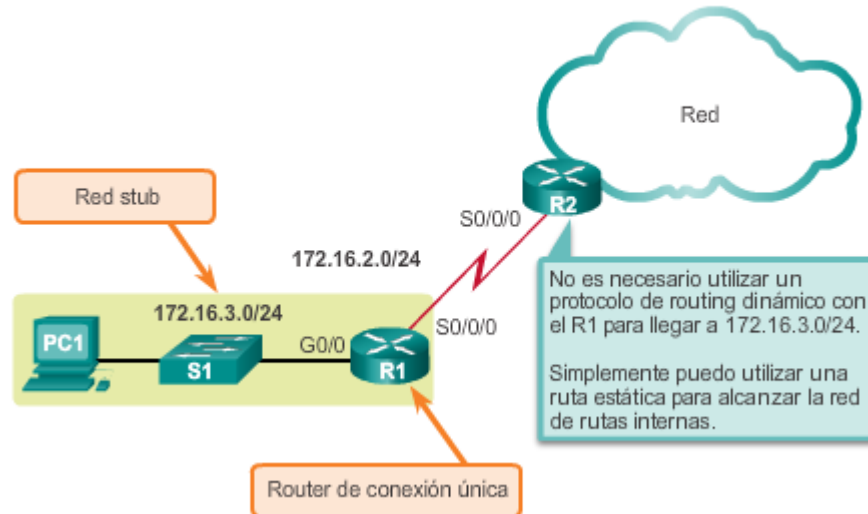 Red
Red stub
R2
S0/0/0
172.16.2.0/24
No es necesario utilizar un
protocolo de routing dinámico con
el R1 para llegar a 172.16.3.0/24.
Simplemente puedo utilizar una
ruta estática para alcanzar la red
de rutas internas.
172.16.3.0/24
S0/0/0
PC1
S1
G0/0
R1
Router de conexión única